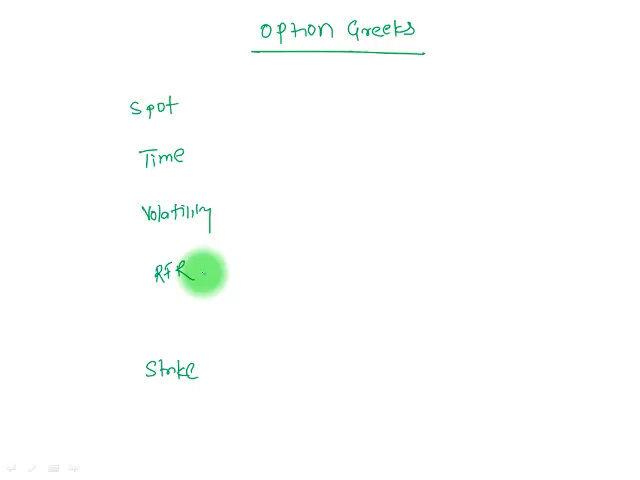 Option Greeks
Spot
Time
Volatility
RFR
Strike